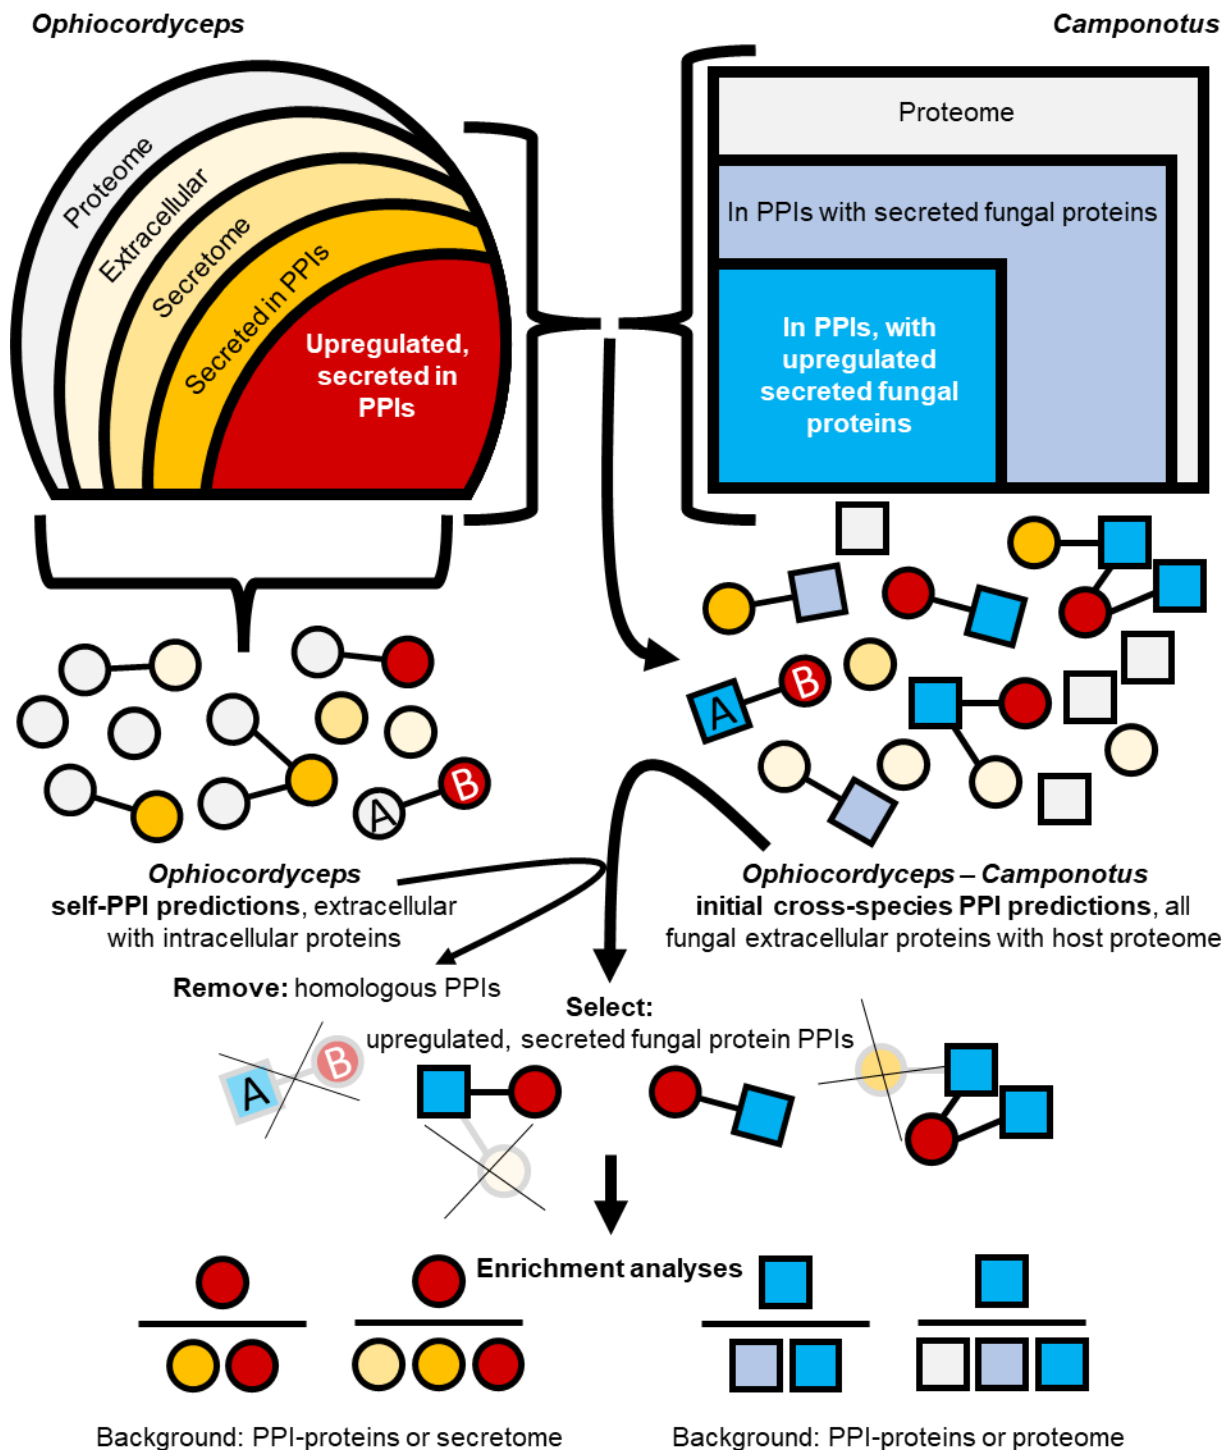 Ophiocordyceps
Camponotus
Proteome
Extracellular
Secretome
Secreted in PPIs
Upregulated,
secreted in
PPIs
Proteome
In PPIs with secreted fungal proteins
In PPIs, with
upregulated
secreted fungal
proteins
A
B
A
B
Ophiocordyceps
self-PPI predictions, extracellular
with intracellular proteins
Ophiocordyceps – Camponotus
initial cross-species PPI predictions, all
fungal extracellular proteins with host proteome
Remove: homologous PPIs
Select:
upregulated, secreted fungal protein PPIs
A
B
Enrichment analyses
Background: PPI-proteins or secretome
Background: PPI-proteins or proteome